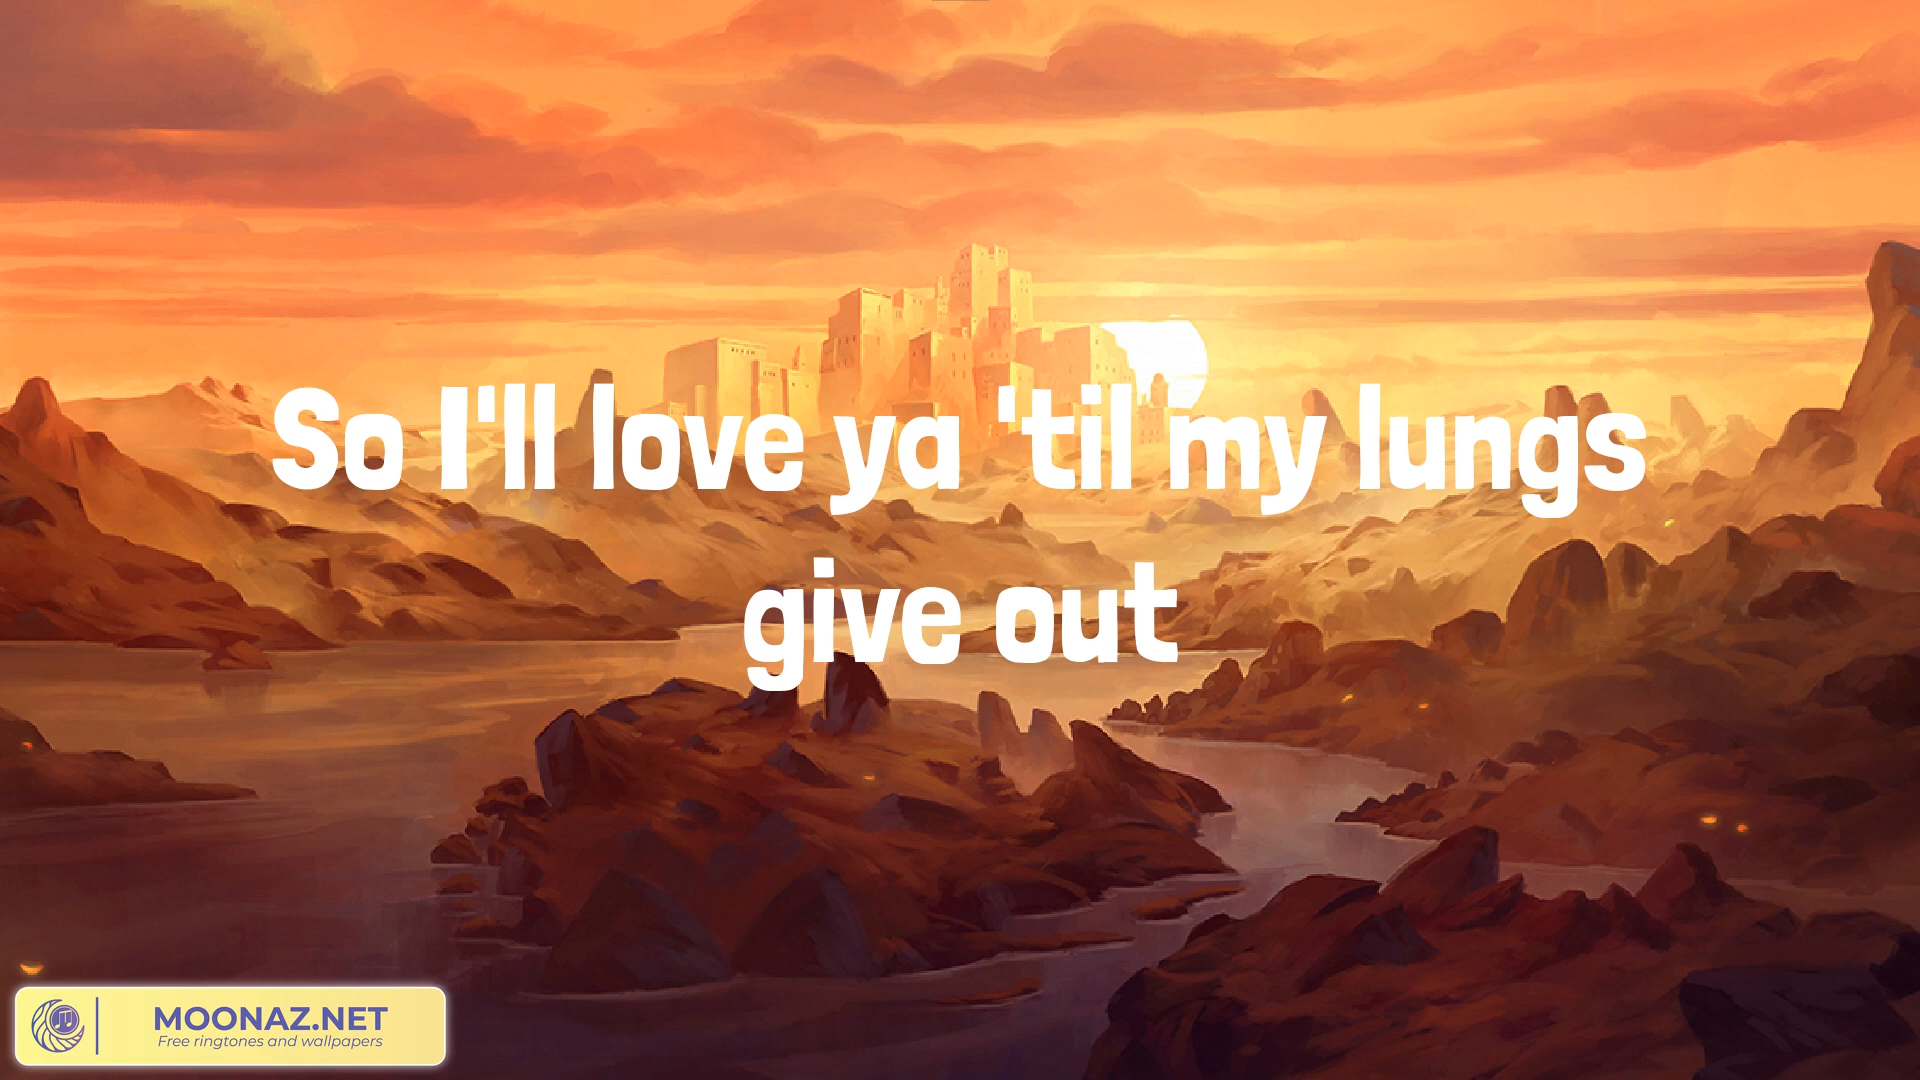 So I'll love ya 'til my lungs
give out
MOONAZ.NET
Free ringtones and wallpapers